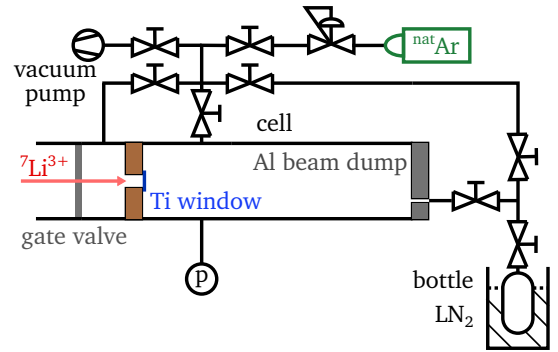 natAr
vacuum
pump
cell
⁷Li³⁺
Al beam dump
Ti window
gate valve
p
bottle
LN₂